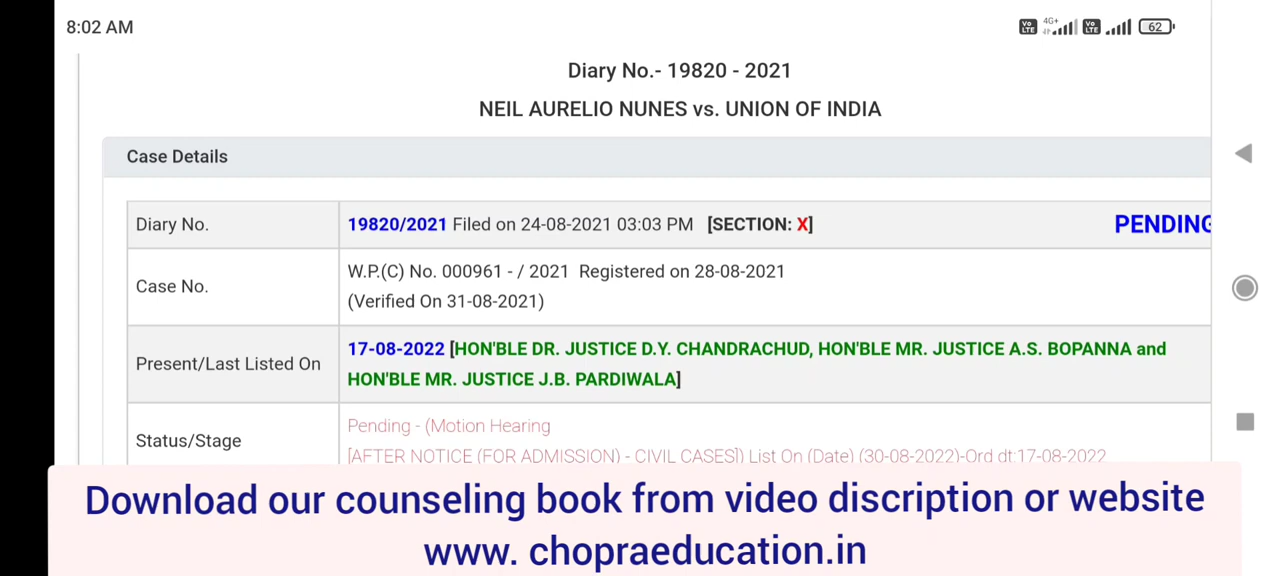 8:02 AM
Vo LTE 4G+ Vo LTE 62
Diary No.- 19820 - 2021
NEIL AURELIO NUNES vs. UNION OF INDIA
Case Details
Diary No. 19820/2021 Filed on 24-08-2021 03:03 PM [SECTION: X] PENDING
W.P.(C) No. 000961 - / 2021 Registered on 28-08-2021
Case No.
(Verified On 31-08-2021)
17-08-2022 [HON'BLE DR. JUSTICE D.Y. CHANDRACHUD, HON'BLE MR. JUSTICE A.S. BOPANNA and
Present/Last Listed On
HON'BLE MR. JUSTICE J.B. PARDIWALA]
Pending - (Motion Hearing
Status/Stage
[AFTER NOTICE (FOR ADMISSION) - CIVIL CASES]) List On (Date) (30-08-2022)-Ord dt:17-08-2022
Download our counseling book from video discription or website
www. chopraeducation.in